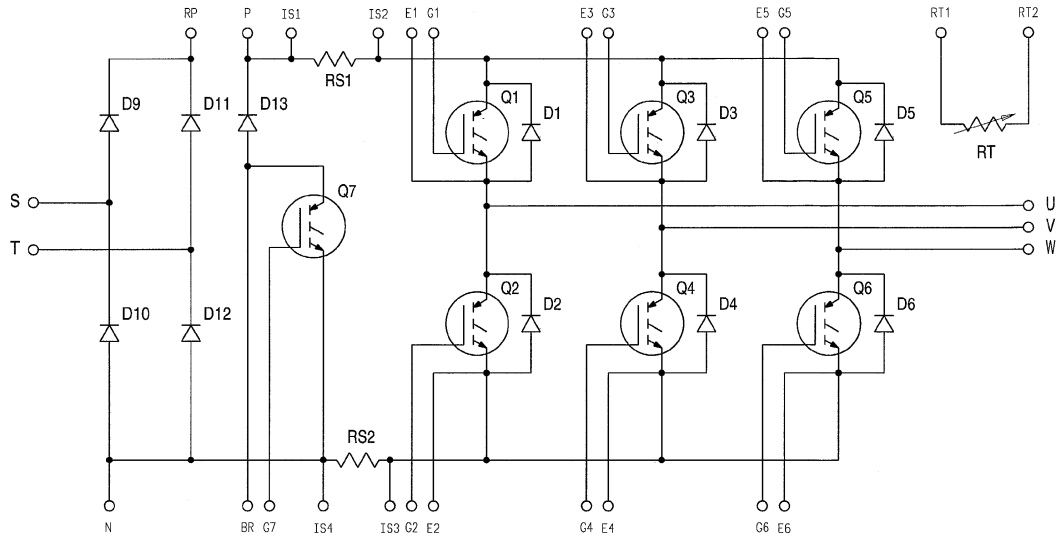 RP P IS1 IS2 E1 G1 E3 G3 E5 G5 RT1 RT2
RS1
D9 D11 D13 Q1 D1 Q3 D3 Q5 D5
RT
Q7
S U
V
T W
Q2 D2 Q4 D4 Q6 D6
D10 D12
RS2
N BR G7 IS4 IS3 G2 E2 G4 E4 G6 E6